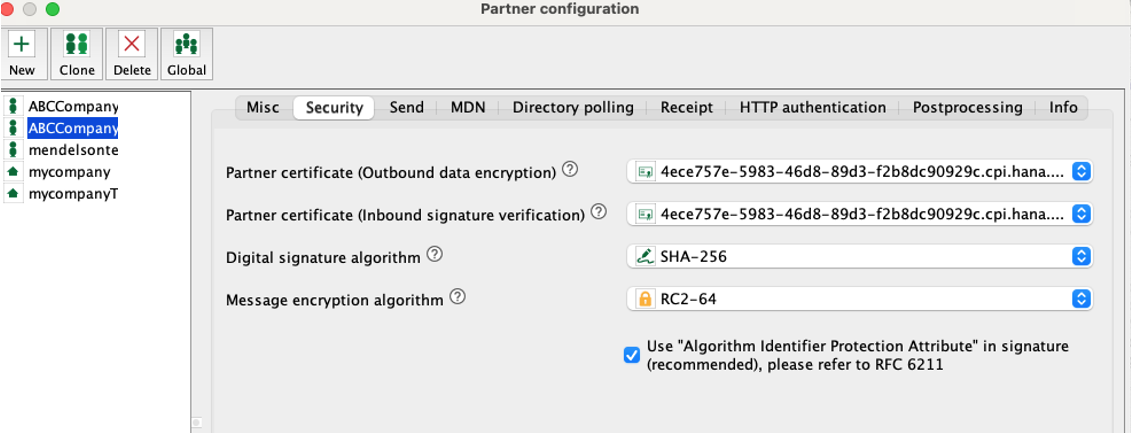 Partner configuration
New Clone Delete Global
ABCCompany
ABCCompany
mendelsonte
mycompany
mycompanyT
Misc Security Send MDN Directory polling Receipt HTTP authentication Postprocessing Info
Partner certificate (Outbound data encryption) ? 4ece757e-5983-46d8-89d3-f2b8dc90929c.cpi.hana....
Partner certificate (Inbound signature verification) ? 4ece757e-5983-46d8-89d3-f2b8dc90929c.cpi.hana....
Digital signature algorithm ? SHA-256
Message encryption algorithm ? RC2-64
Use "Algorithm Identifier Protection Attribute" in signature
(recommended), please refer to RFC 6211